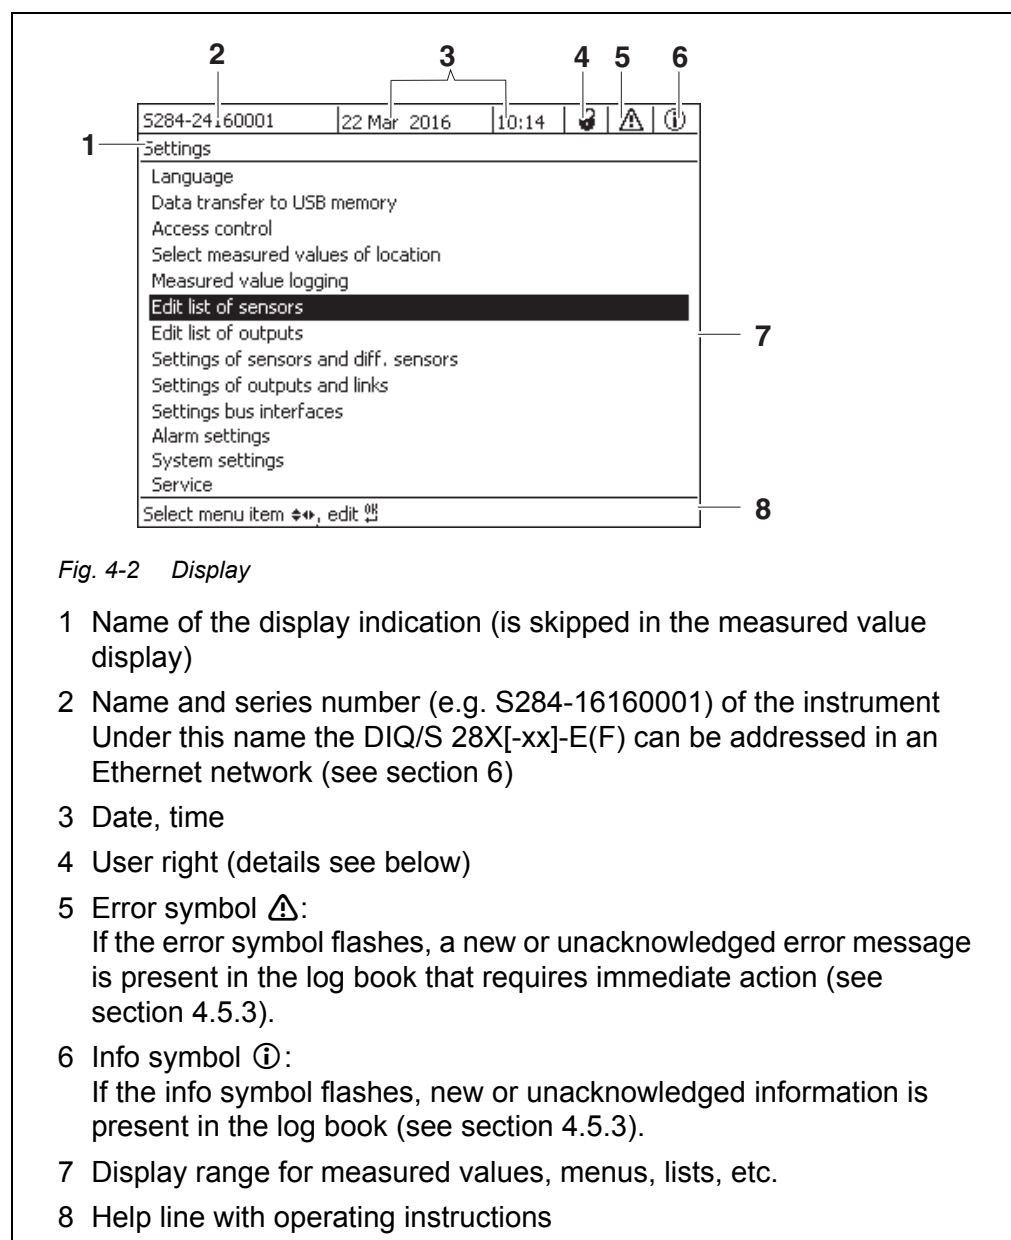 2 3 4 5 6
S284-24160001 22 Mar 2016 10:14
1 Settings
Language
Data transfer to USB memory
Access control
Select measured values of location
Measured value logging
Edit list of sensors
Edit list of outputs
7
Settings of sensors and diff. sensors
Settings of outputs and links
Settings bus interfaces
Alarm settings
System settings
Service
Select menu item , edit OK
8
Fig. 4-2 Display
1 Name of the display indication (is skipped in the measured value
display)
2 Name and series number (e.g. S284-16160001) of the instrument
Under this name the DIQ/S 28X[-xx]-E(F) can be addressed in an
Ethernet network (see section 6)
3 Date, time
4 User right (details see below)
5 Error symbol ⚠:
If the error symbol flashes, a new or unacknowledged error message
is present in the log book that requires immediate action (see
section 4.5.3).
6 Info symbol ⓘ:
If the info symbol flashes, new or unacknowledged information is
present in the log book (see section 4.5.3).
7 Display range for measured values, menus, lists, etc.
8 Help line with operating instructions